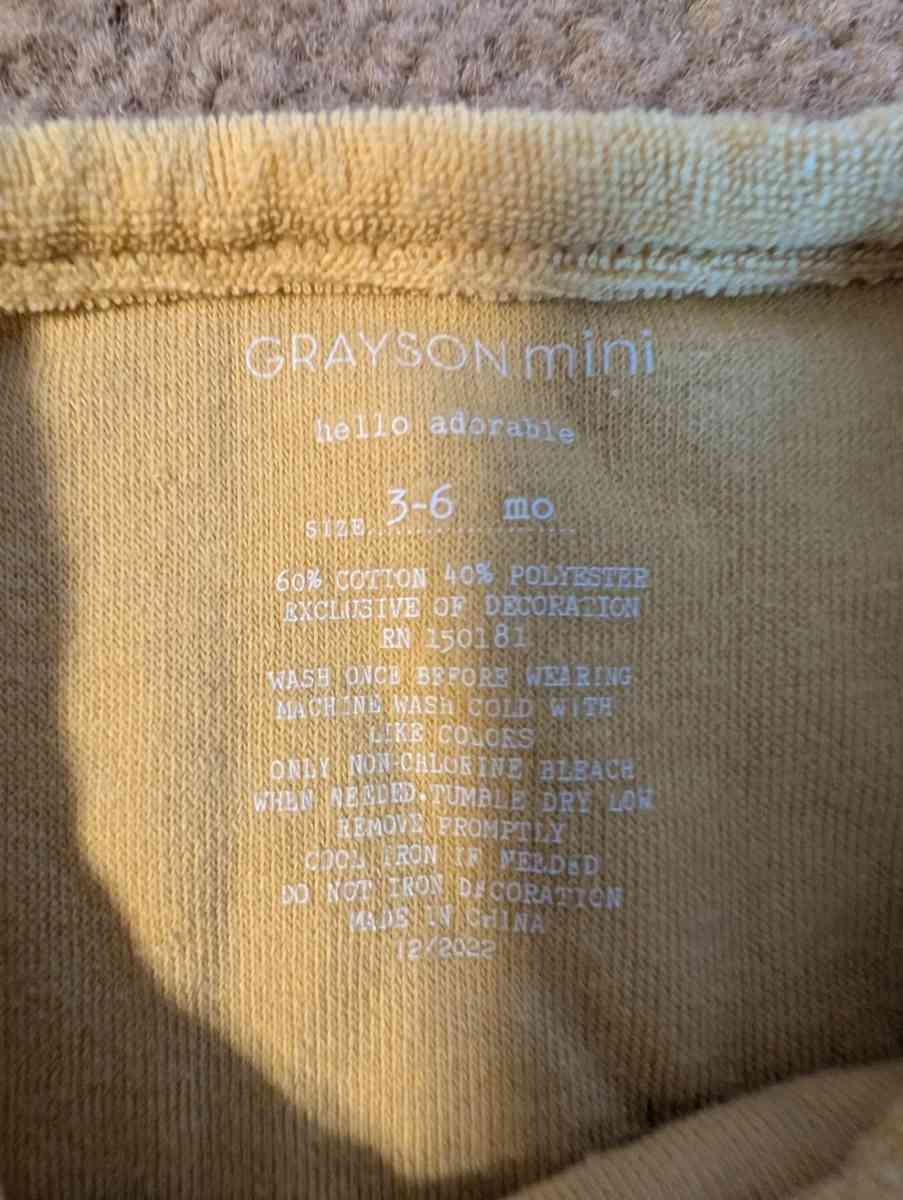 GRAYSON mini
hello adorable
SIZE 3-6 mo
60% COTTON 40% POLYESTER
EXCLUSIVE OF DECORATION
RN 150181
WASH ONCE BEFORE WEARING
MACHINE WASH COLD WITH
LIKE COLORS
ONLY NON-CHLORINE BLEACH
WHEN NEEDED. TUMBLE DRY LOW
REMOVE PROMPTLY
COOL IRON IF NEEDED
DO NOT IRON DECORATION
MADE IN CHINA
12/2022